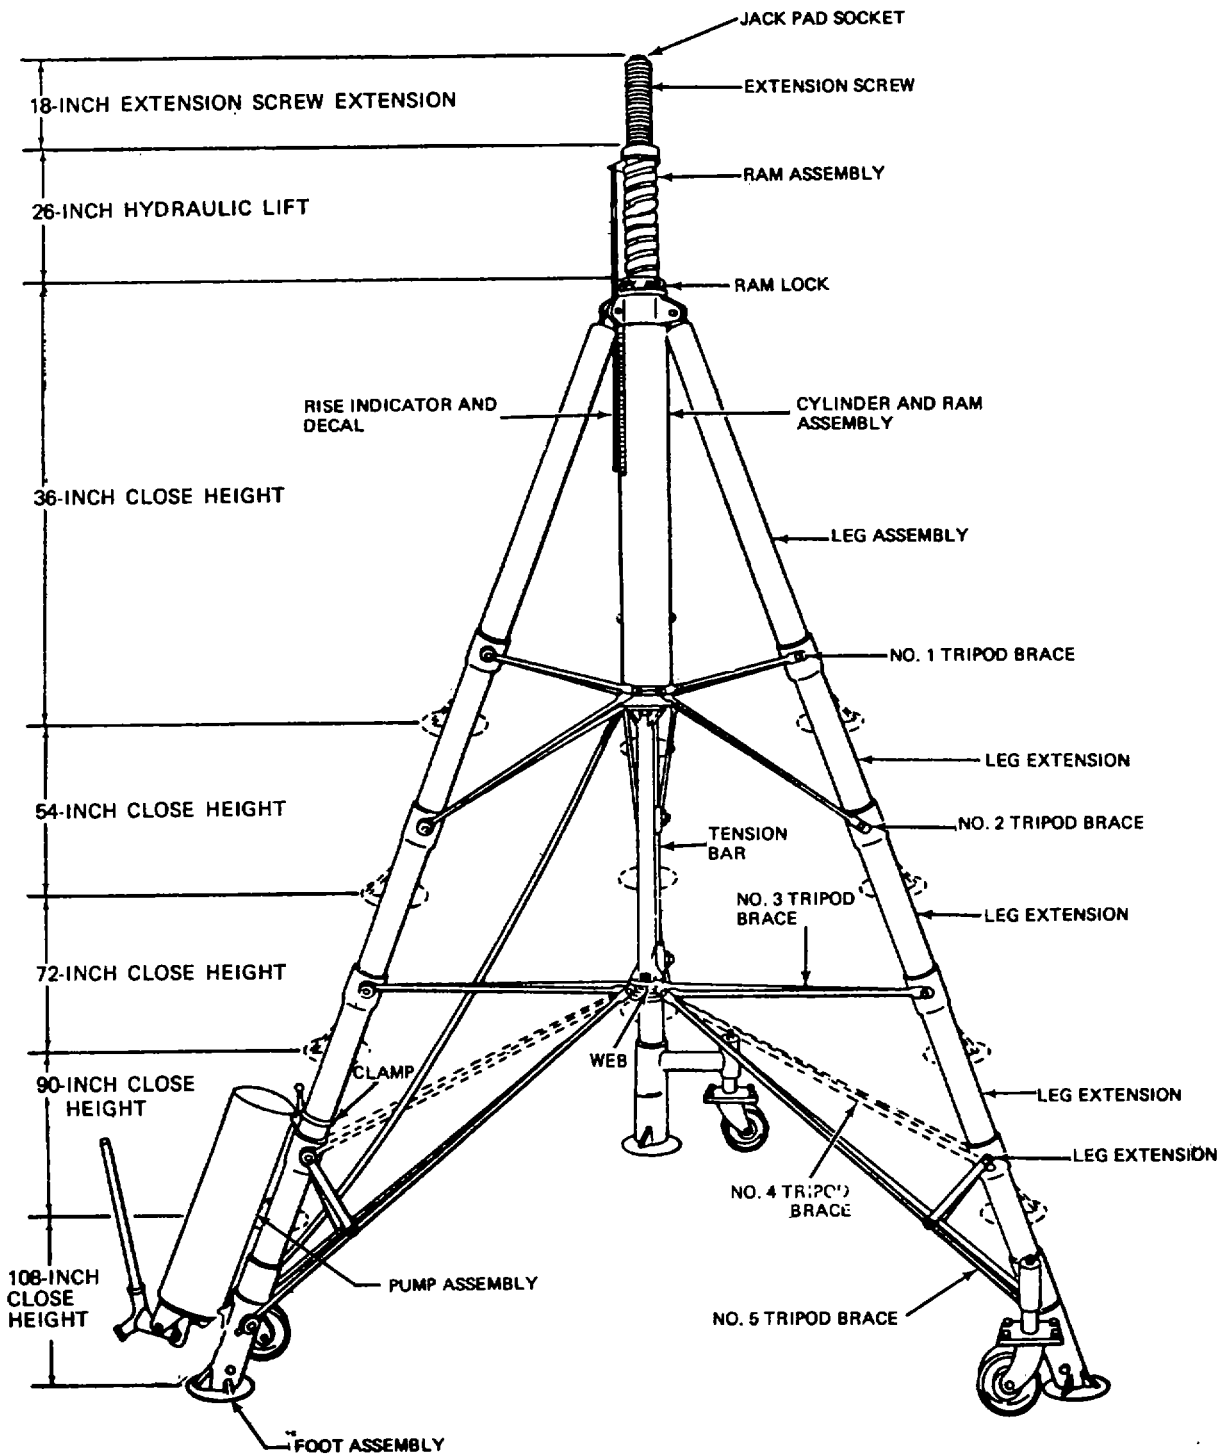 JACK PAD SOCKET
EXTENSION SCREW
18-INCH EXTENSION SCREW EXTENSION
RAM ASSEMBLY
26-INCH HYDRAULIC LIFT
RAM LOCK
RISE INDICATOR AND
DECAL
CYLINDER AND RAM
ASSEMBLY
36-INCH CLOSE HEIGHT
LEG ASSEMBLY
NO. 1 TRIPOD BRACE
LEG EXTENSION
54-INCH CLOSE HEIGHT
NO. 2 TRIPOD BRACE
TENSION
BAR
NO. 3 TRIPOD
BRACE
LEG EXTENSION
72-INCH CLOSE HEIGHT
WEB
CLAMP
90-INCH CLOSE
HEIGHT
LEG EXTENSION
LEG EXTENSION
NO. 4 TRIPOD
BRACE
PUMP ASSEMBLY
108-INCH
CLOSE
HEIGHT
NO. 5 TRIPOD BRACE
FOOT ASSEMBLY